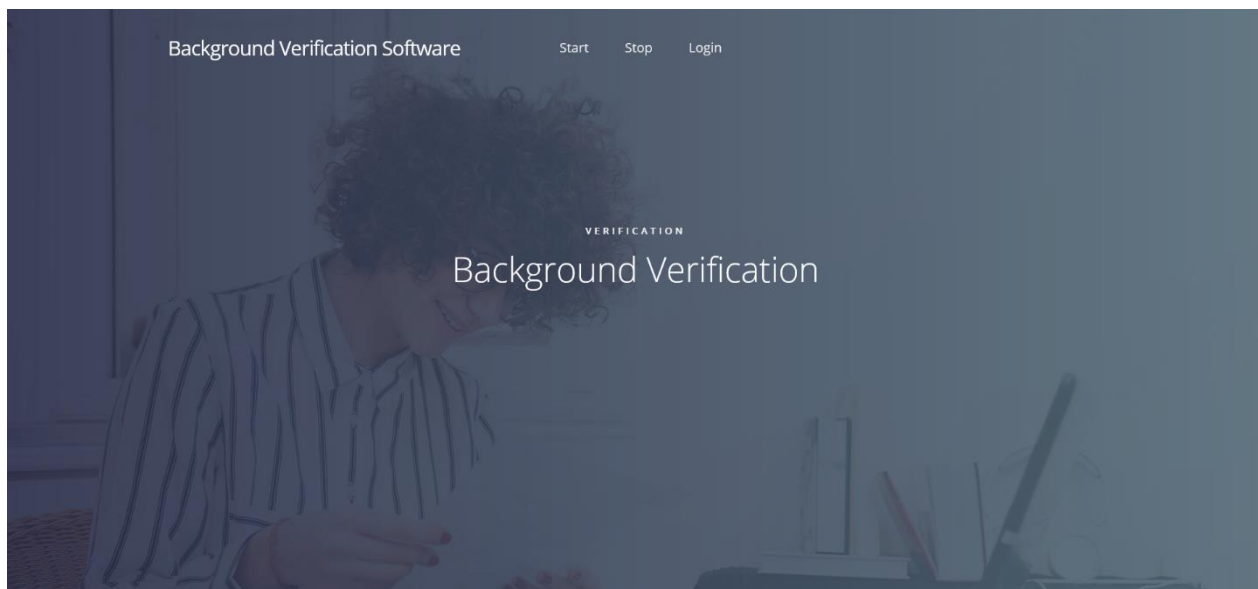 Background Verification Software Start Stop Login
VERIFICATION
Background Verification